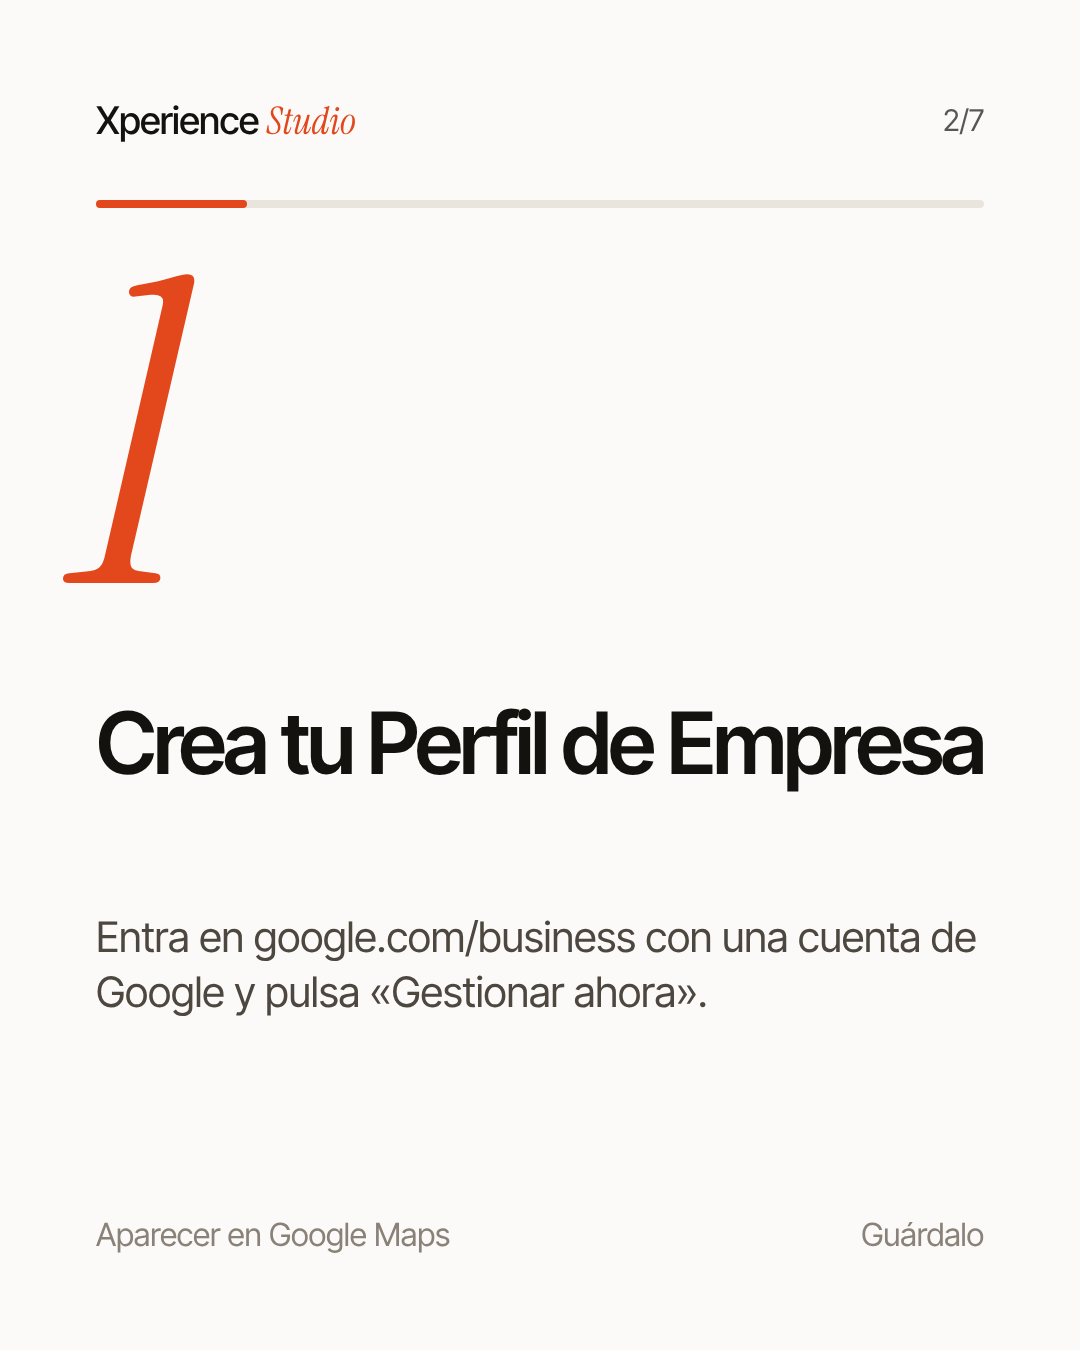 Xperience Studio
2/7
1
Crea tu Perfil de Empresa
Entra en google.com/business con una cuenta de
Google y pulsa «Gestionar ahora».
Aparecer en Google Maps
Guárdalo